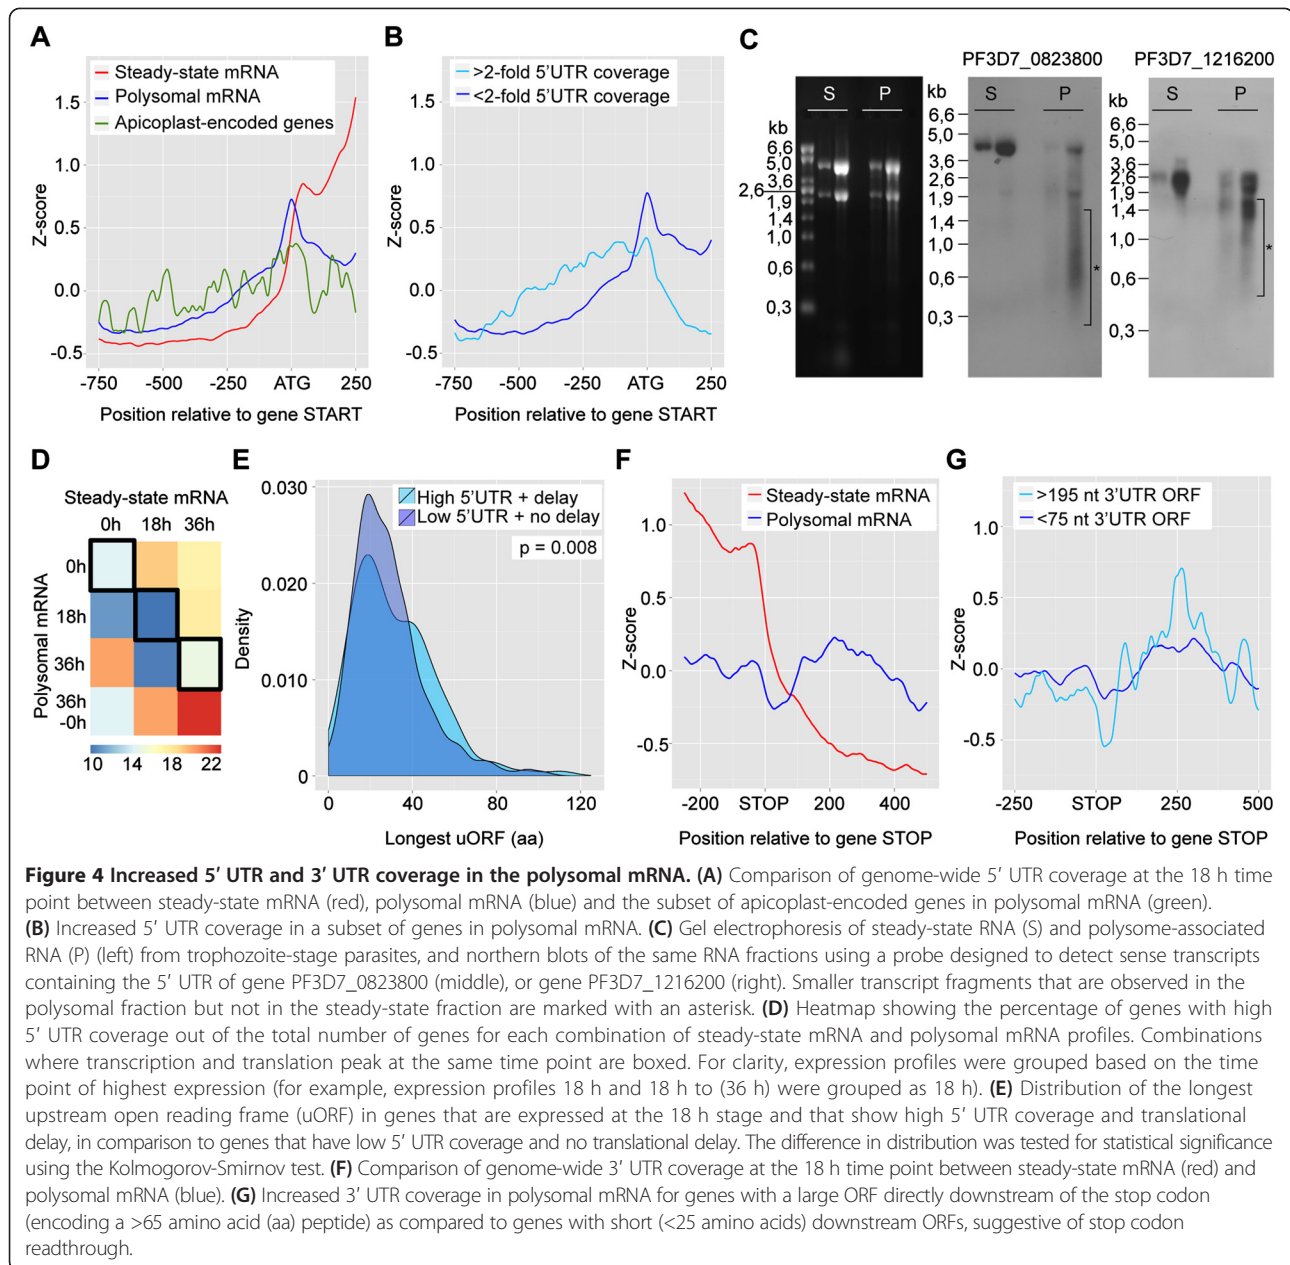 A
Steady-state mRNA
Polysomal mRNA
Apicoplast-encoded genes
1.5
1.0
0.5
0.0
-0.5
Z-score
-750 -500 -250 ATG 250
Position relative to gene START
B
>2-fold 5'UTR coverage
<2-fold 5'UTR coverage
1.5
1.0
0.5
0.0
-0.5
Z-score
-750 -500 -250 ATG 250
Position relative to gene START
C
PF3D7_0823800 PF3D7_1216200
S P
kb
6,6
5,0
3,6
2,6
1,9
1,4
1,0
0,6
0,3
kb
S P
6,6
5,0
3,6
2,6
1,9
1,4
1,0
0,6
0,3
*
kb
S P
6,6
5,0
3,6
2,6
1,9
1,4
1,0
0,6
0,3
*
D
Steady-state mRNA
0h 18h 36h
Polysomal mRNA
0h
18h
36h
36h
-0h
10 14 18 22
E
High 5'UTR + delay
Low 5'UTR + no delay
p = 0.008
0.030
0.020
0.010
0
Density
0 40 80 120
Longest uORF (aa)
F
Steady-state mRNA
Polysomal mRNA
1.0
0.5
0.0
-0.5
Z-score
-200 STOP 200 400
Position relative to gene STOP
G
>195 nt 3'UTR ORF
<75 nt 3'UTR ORF
1.0
0.5
0.0
-0.5
Z-score
-250 STOP 250 500
Position relative to gene STOP
Figure 4 Increased 5′ UTR and 3′ UTR coverage in the polysomal mRNA. (A) Comparison of genome-wide 5′ UTR coverage at the 18 h time
point between steady-state mRNA (red), polysomal mRNA (blue) and the subset of apicoplast-encoded genes in polysomal mRNA (green).
(B) Increased 5′ UTR coverage in a subset of genes in polysomal mRNA. (C) Gel electrophoresis of steady-state RNA (S) and polysome-associated
RNA (P) (left) from trophozoite-stage parasites, and northern blots of the same RNA fractions using a probe designed to detect sense transcripts
containing the 5′ UTR of gene PF3D7_0823800 (middle), or gene PF3D7_1216200 (right). Smaller transcript fragments that are observed in the
polysomal fraction but not in the steady-state fraction are marked with an asterisk. (D) Heatmap showing the percentage of genes with high
5′ UTR coverage out of the total number of genes for each combination of steady-state mRNA and polysomal mRNA profiles. Combinations
where transcription and translation peak at the same time point are boxed. For clarity, expression profiles were grouped based on the time
point of highest expression (for example, expression profiles 18 h and 18 h to (36 h) were grouped as 18 h). (E) Distribution of the longest
upstream open reading frame (uORF) in genes that are expressed at the 18 h stage and that show high 5′ UTR coverage and translational
delay, in comparison to genes that have low 5′ UTR coverage and no translational delay. The difference in distribution was tested for statistical significance
using the Kolmogorov-Smirnov test. (F) Comparison of genome-wide 3′ UTR coverage at the 18 h time point between steady-state mRNA (red) and
polysomal mRNA (blue). (G) Increased 3′ UTR coverage in polysomal mRNA for genes with a large ORF directly downstream of the stop codon
(encoding a >65 amino acid (aa) peptide) as compared to genes with short (<25 amino acids) downstream ORFs, suggestive of stop codon
readthrough.